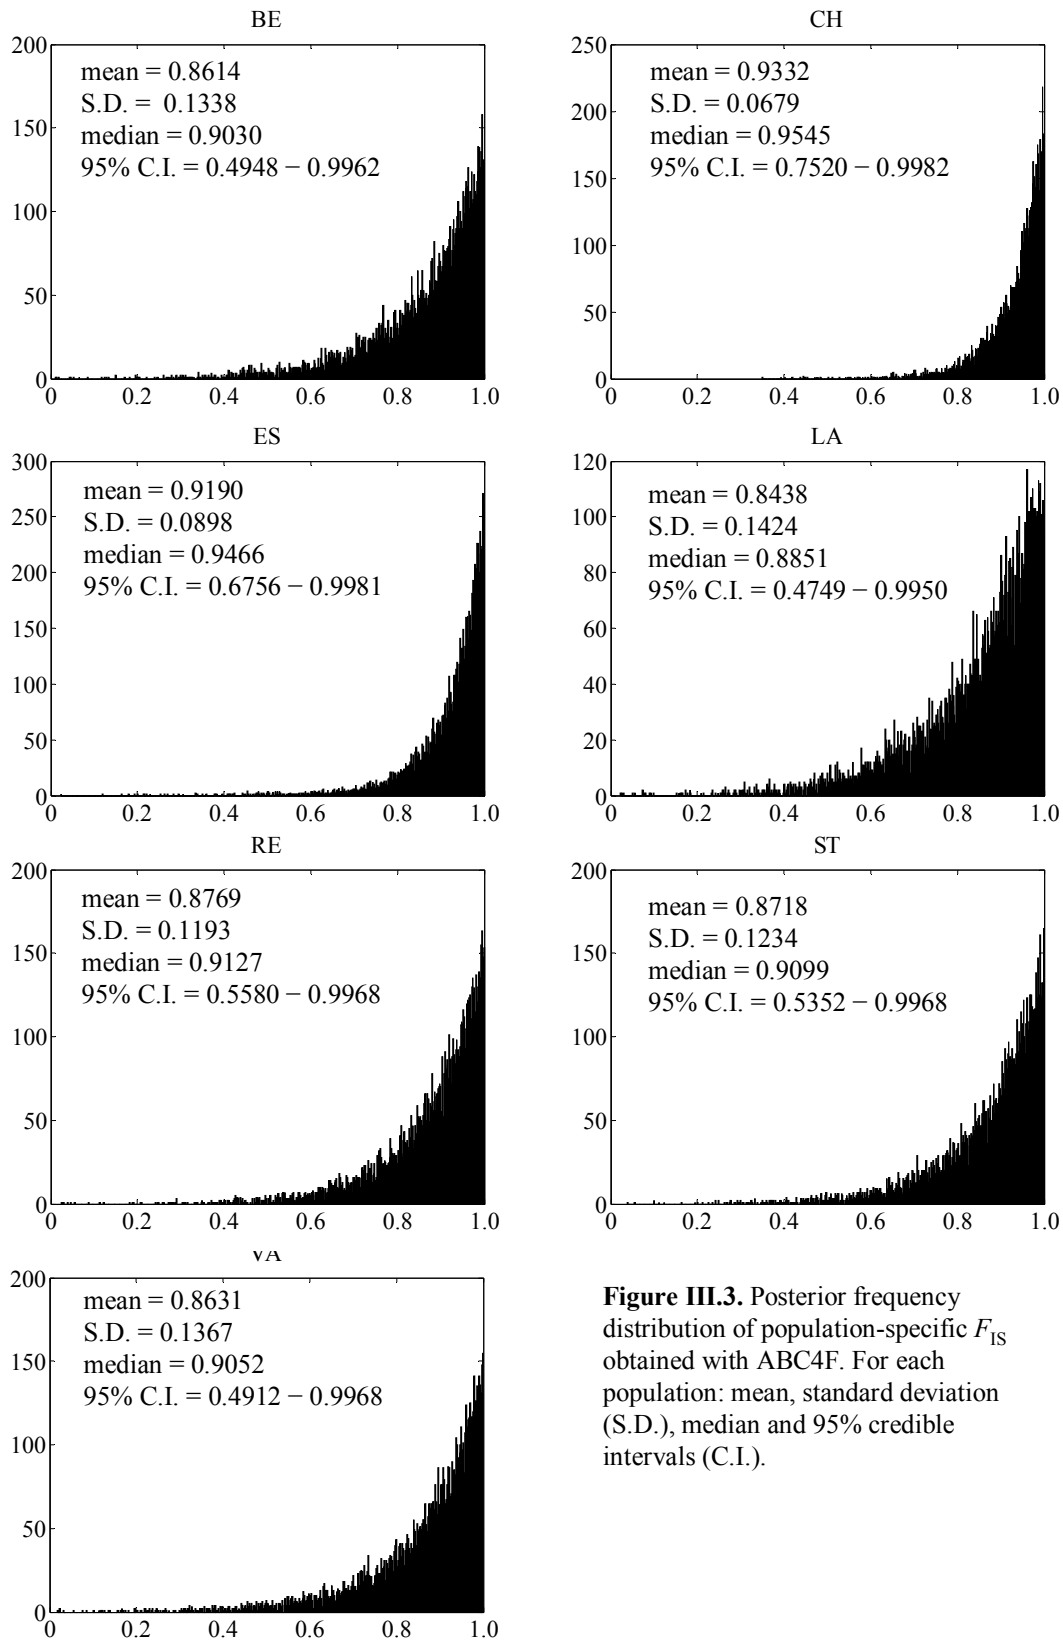 BE
200
150
100
50
0
0 0.2 0.4 0.6 0.8 1.0
mean = 0.8614
S.D. = 0.1338
median = 0.9030
95% C.I. = 0.4948 − 0.9962
CH
250
200
150
100
50
0
0 0.2 0.4 0.6 0.8 1.0
mean = 0.9332
S.D. = 0.0679
median = 0.9545
95% C.I. = 0.7520 − 0.9982
ES
300
250
200
150
100
50
0
0 0.2 0.4 0.6 0.8 1.0
mean = 0.9190
S.D. = 0.0898
median = 0.9466
95% C.I. = 0.6756 − 0.9981
LA
120
100
80
60
40
20
0
0 0.2 0.4 0.6 0.8 1.0
mean = 0.8438
S.D. = 0.1424
median = 0.8851
95% C.I. = 0.4749 − 0.9950
RE
200
150
100
50
0
0 0.2 0.4 0.6 0.8 1.0
mean = 0.8769
S.D. = 0.1193
median = 0.9127
95% C.I. = 0.5580 − 0.9968
ST
200
150
100
50
0
0 0.2 0.4 0.6 0.8 1.0
mean = 0.8718
S.D. = 0.1234
median = 0.9099
95% C.I. = 0.5352 − 0.9968
VA
200
150
100
50
0
0 0.2 0.4 0.6 0.8 1.0
mean = 0.8631
S.D. = 0.1367
median = 0.9052
95% C.I. = 0.4912 − 0.9968
Figure III.3. Posterior frequency
distribution of population-specific F_IS
obtained with ABC4F. For each
population: mean, standard deviation
(S.D.), median and 95% credible
intervals (C.I.).